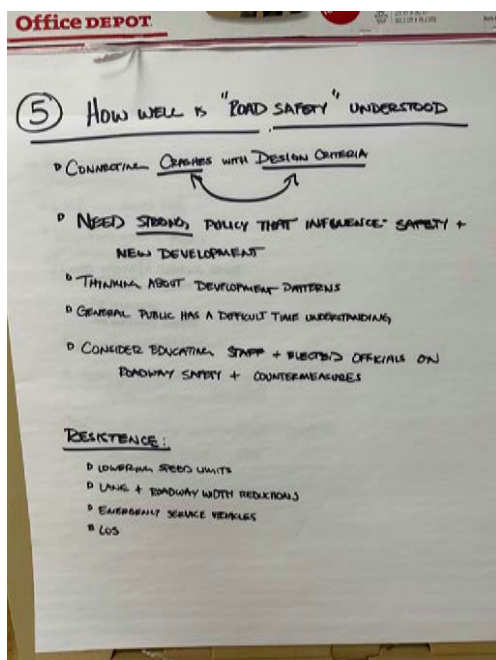 Office DEPOT.
5 HOW WELL IS "ROAD SAFETY" UNDERSTOOD
CONNECTING CRASHES WITH DESIGN CRITERIA
NEED STRONG, POLICY THAT INFLUENCE SAFETY +
NEW DEVELOPMENT
THINKING ABOUT DEVELOPMENT PATTERNS
GENERAL PUBLIC HAS A DIFFICULT TIME UNDERSTANDING
CONSIDER EDUCATING STAFF + ELECTED OFFICIALS ON
ROADWAY SAFETY + COUNTERMEASURES
RESISTENCE:
LOWERING SPEED LIMITS
LANE + ROADWAY WIDTH REDUCTIONS
EMERGENCY SERVICE VEHICLES
LOS